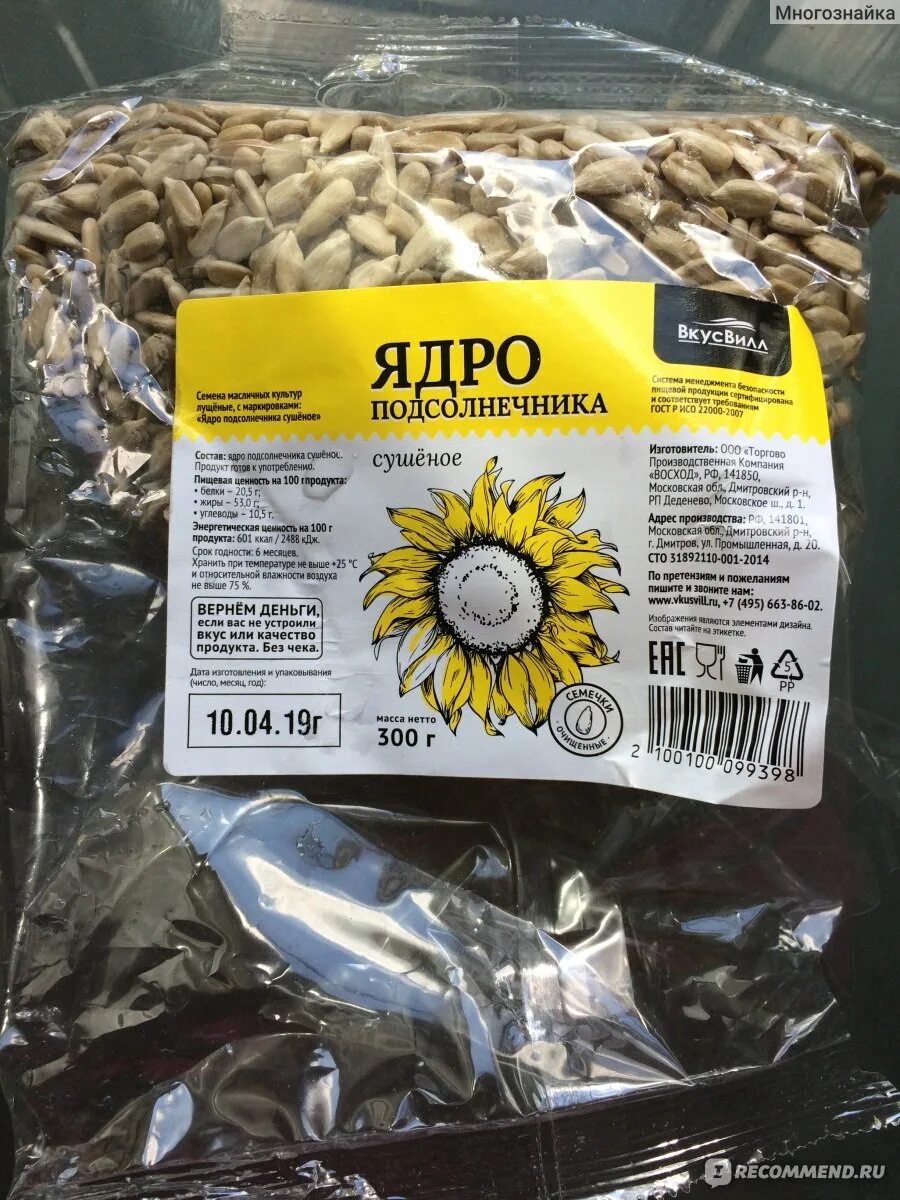 Многознайка
ВкусВилл
ЯДРО
ПОДСОЛНЕЧНИКА
сушёное
Семена масличных культур
лущёные, с маркировками:
«Ядро подсолнечника сушёное»
Система менеджмента безопасности
пищевой продукции сертифицирована
и соответствует требованиям
ГОСТ Р ИСО 22000-2007
Состав: ядро подсолнечника сушёное.
Продукт готов к употреблению.
Пищевая ценность на 100 г продукта:
• белки – 20,5 г;
• жиры – 53,0 г;
• углеводы – 10,5 г.
Энергетическая ценность на 100 г
продукта: 601 ккал / 2488 кДж.
Срок годности: 6 месяцев.
Хранить при температуре не выше +25 °C
и относительной влажности воздуха
не выше 75 %.
ВЕРНЁМ ДЕНЬГИ,
если вас не устроили
вкус или качество
продукта. Без чека.
Дата изготовления и упаковывания
(число, месяц, год):
10.04.19г
масса нетто
300 г
СЕМЕЧКИ
ОЧИЩЕННЫЕ
Изготовитель: ООО «Торгово
Производственная Компания
«ВОСХОД», РФ, 141850,
Московская обл., Дмитровский р-н,
РП Деденево, Московское ш., д. 1.
Адрес производства: РФ, 141801,
Московская обл., Дмитровский р-н,
г. Дмитров, ул. Промышленная, д. 20.
СТО 31892110-001-2014
По претензиям и пожеланиям
пишите и звоните нам:
www.vkusvill.ru, +7 (495) 663-86-02.
Изображения являются элементами дизайна.
Состав читайте на этикетке.
EAC
5
PP
2 100100 099398
RECOMMEND.RU